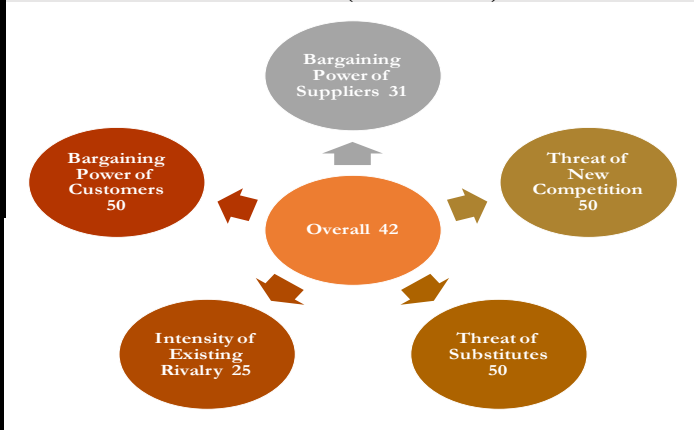 Bargaining
Power of
Suppliers 31
Bargaining
Power of
Customers
50
Threat of
New
Competition
50
Overall 42
Intensity of
Existing
Rivalry 25
Threat of
Substitutes
50